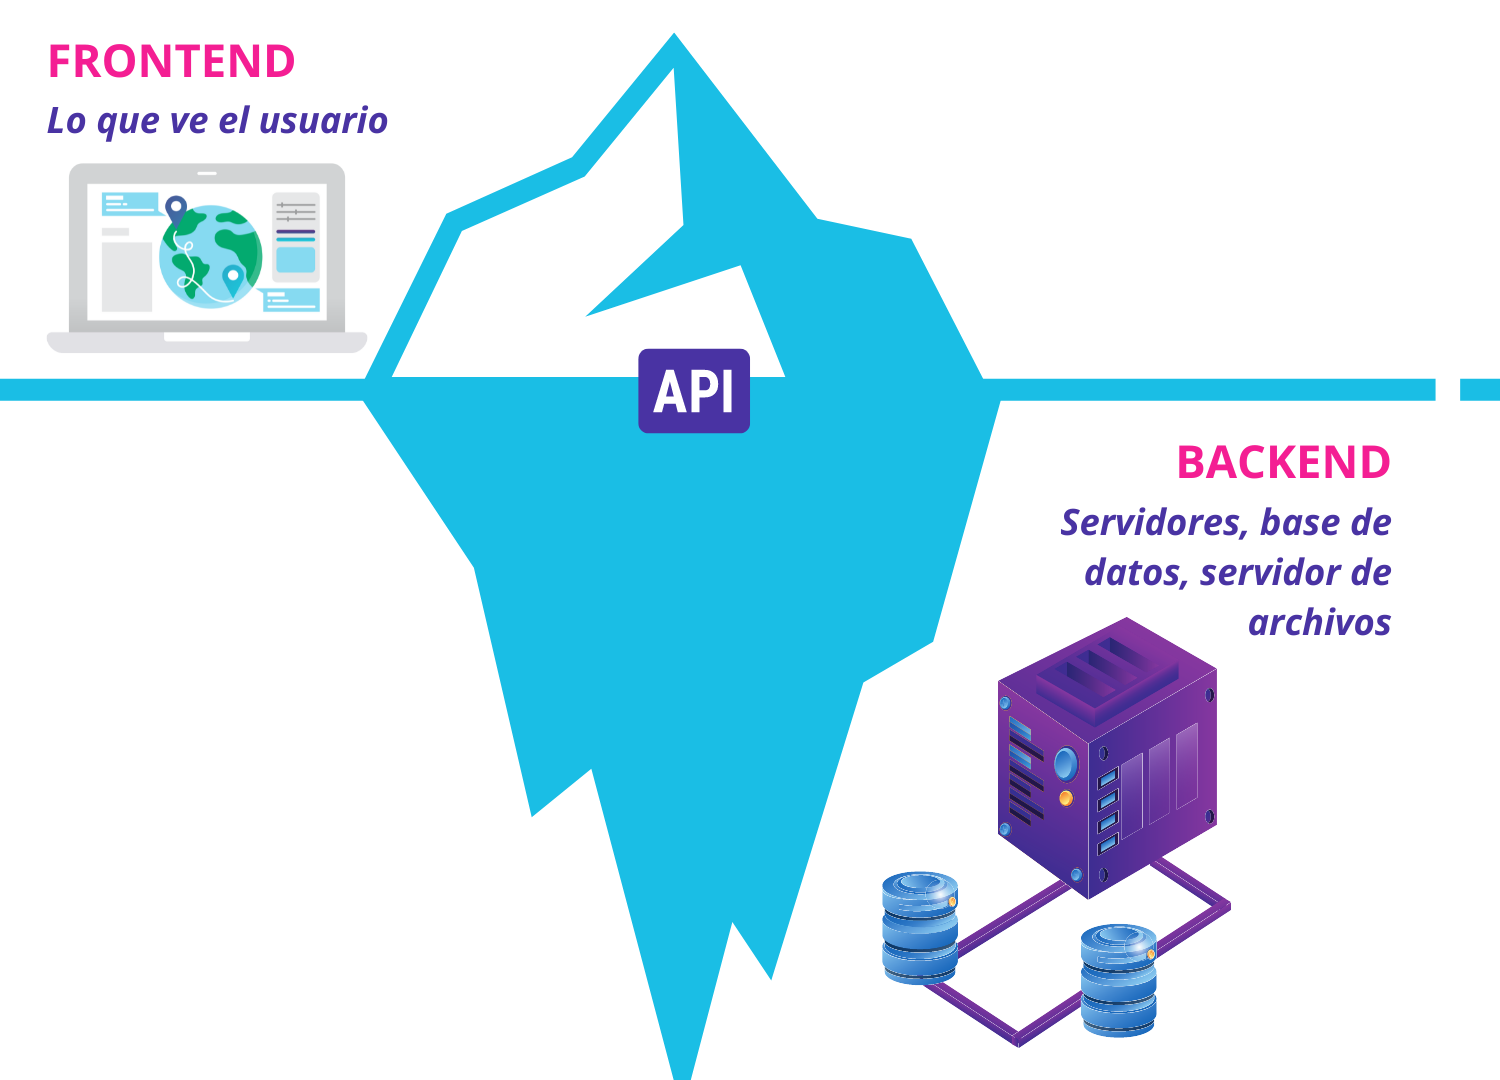 FRONTEND
Lo que ve el usuario
API
BACKEND
Servidores, base de
datos, servidor de
archivos